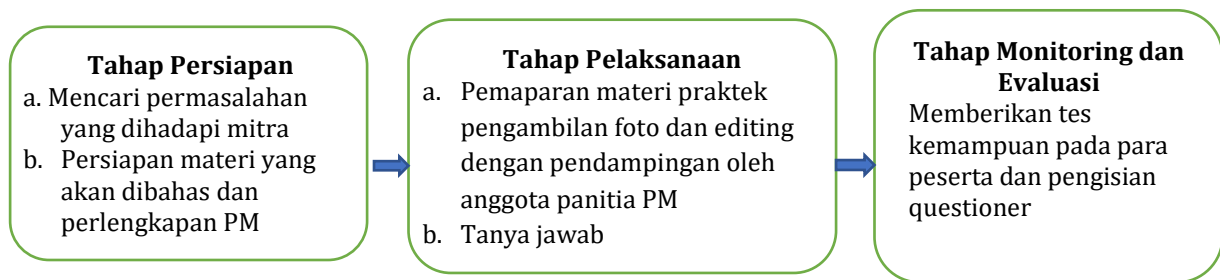 Tahap Persiapan
a. Mencari permasalahan
yang dihadapi mitra
b. Persiapan materi yang
akan dibahas dan
perlengkapan PM
Tahap Pelaksanaan
a. Pemaparan materi praktek
pengambilan foto dan editing
dengan pendampingan oleh
anggota panitia PM
b. Tanya jawab
Tahap Monitoring dan
Evaluasi
Memberikan tes
kemampuan pada para
peserta dan pengisian
questioner